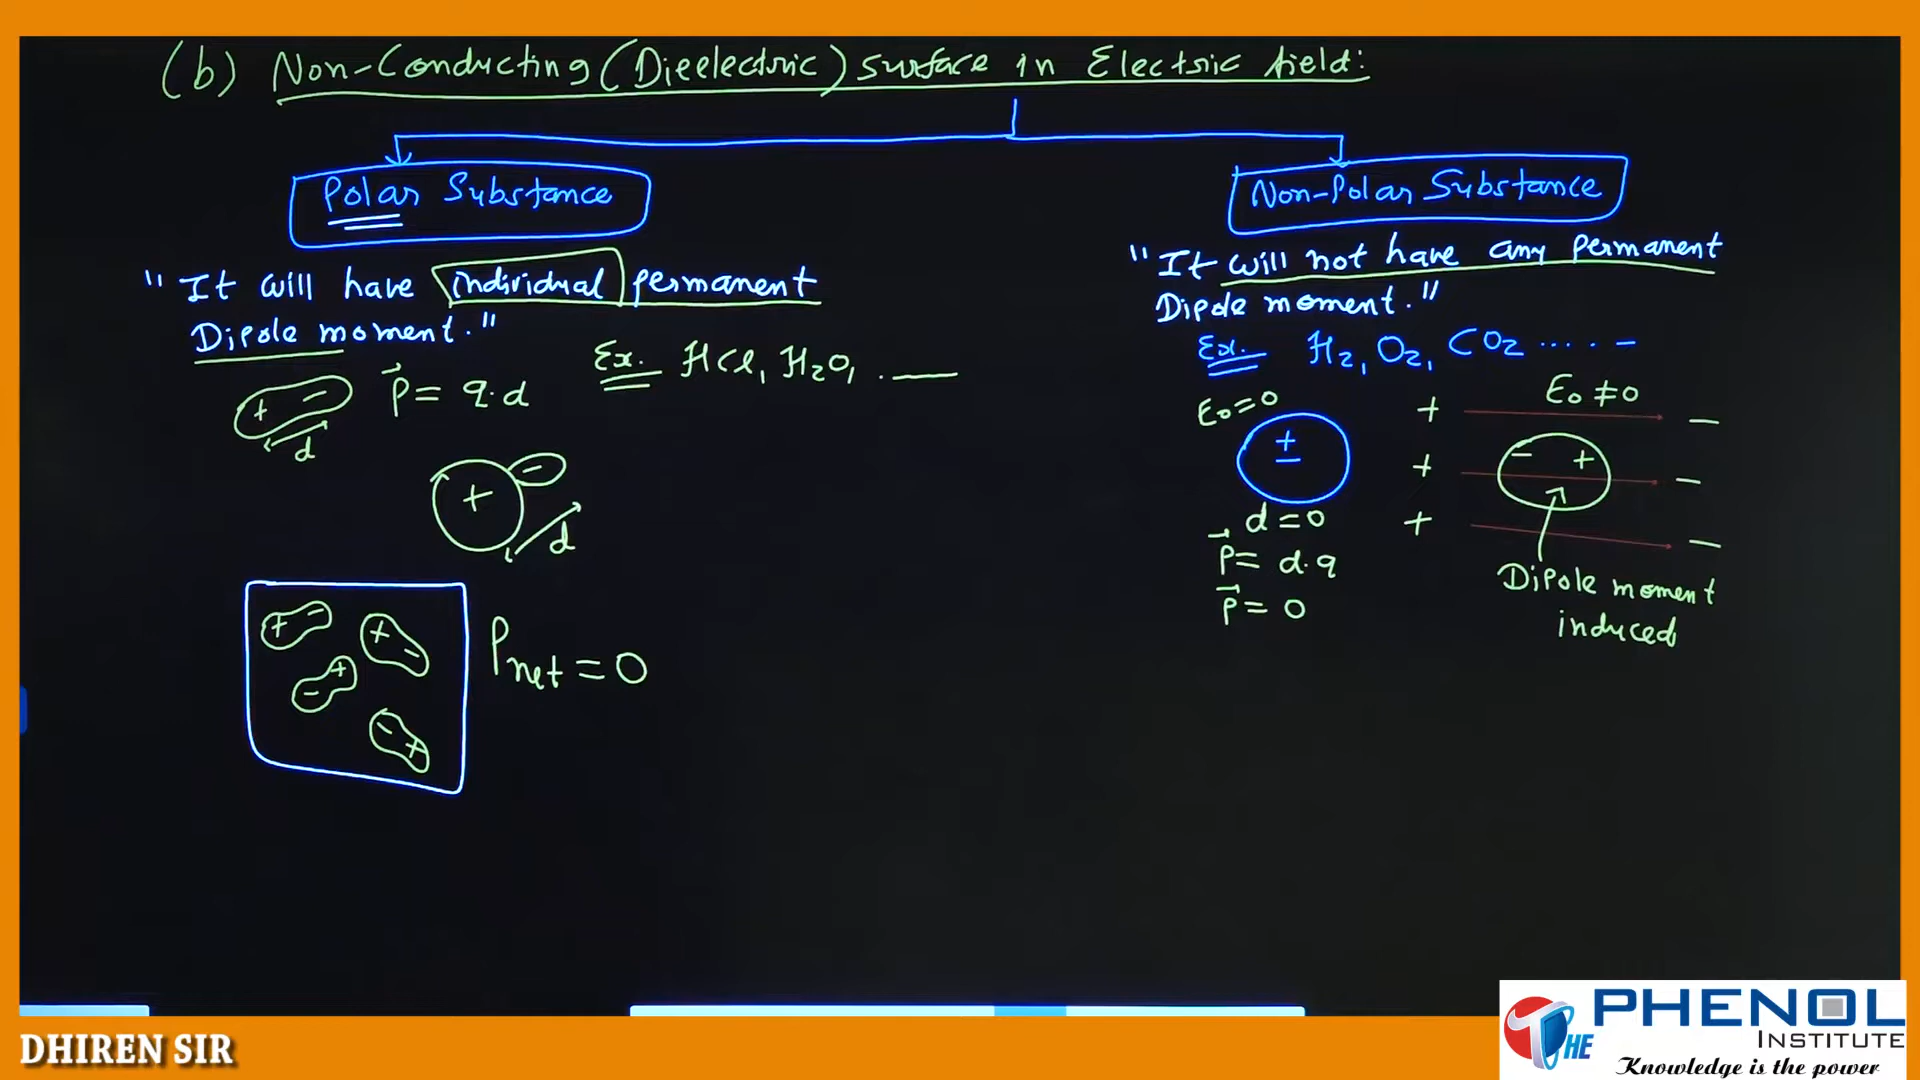 (b) Non-Conducting (Dieelectric) surface in Electric field:
Polar Substance
"It will have individual permanent
Dipole moment."
Ex. HCl, H₂O, .
+ - P⃗ = q.d
d
+ -
d
+ -
+ -
- +
- +
Pnet = 0
Non-Polar Substance
"It will not have any permanent
Dipole moment."
Ex. H₂, O₂, CO₂ ..... -
E₀=0
±
d = 0
P⃗ = d.q
P⃗ = 0
E₀ ≠ 0
+ -
+ - + -
+ -
Dipole moment
induced
DHIREN SIR
THE PHENOL
INSTITUTE
Knowledge is the power